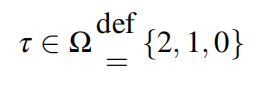 τ ∈ Ω def= {2, 1, 0}